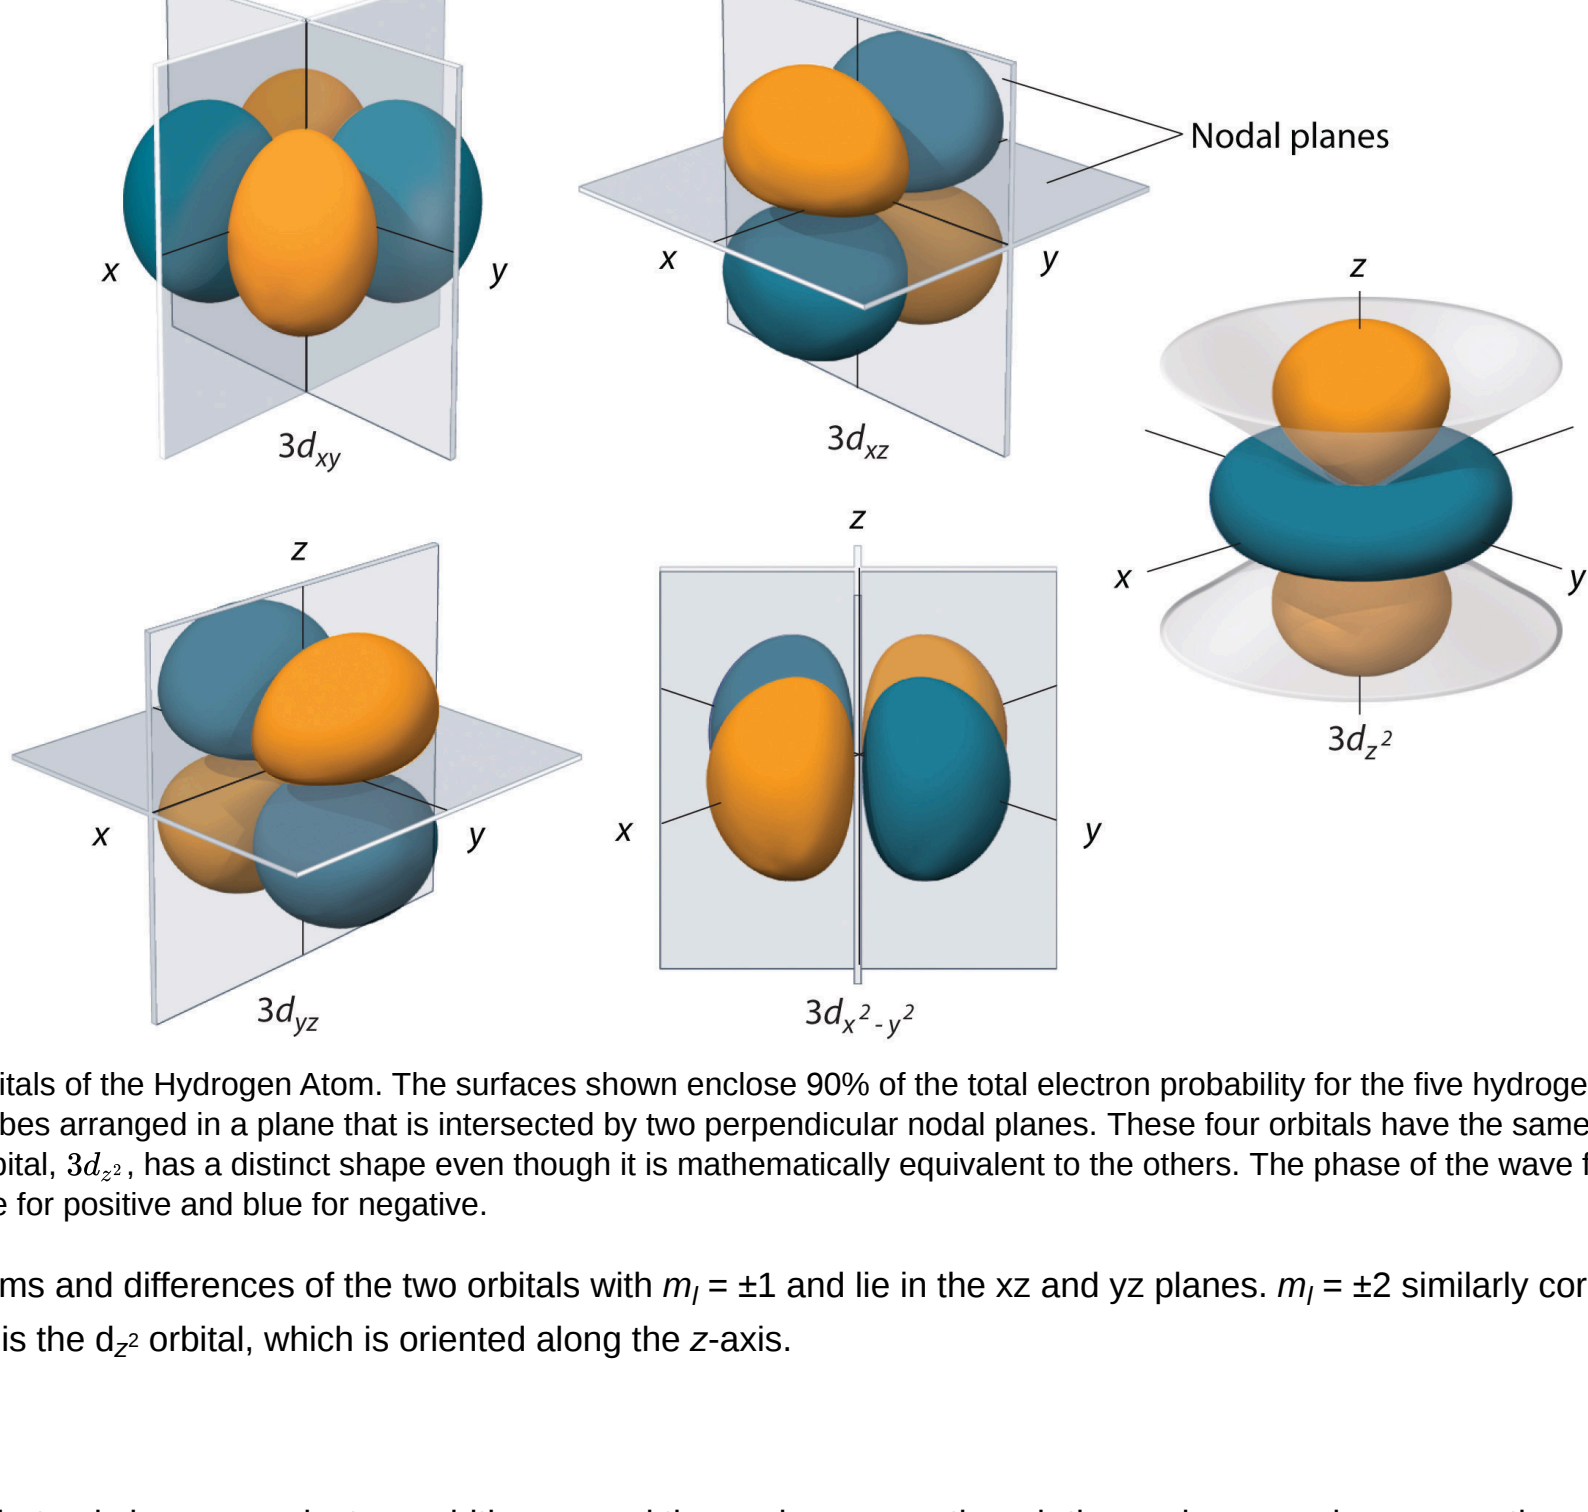 Nodal planes
x
y
3dxy
x
y
3dxz
z
x
y
3dz2
z
x
y
3dyz
z
x
y
3dx2-y2
itals of the Hydrogen Atom. The surfaces shown enclose 90% of the total electron probability for the five hydroge
bes arranged in a plane that is intersected by two perpendicular nodal planes. These four orbitals have the same
bital, 3dz2, has a distinct shape even though it is mathematically equivalent to the others. The phase of the wave f
e for positive and blue for negative.
ms and differences of the two orbitals with ml = ±1 and lie in the xz and yz planes. ml = ±2 similarly cor
is the dz2 orbital, which is oriented along the z-axis.